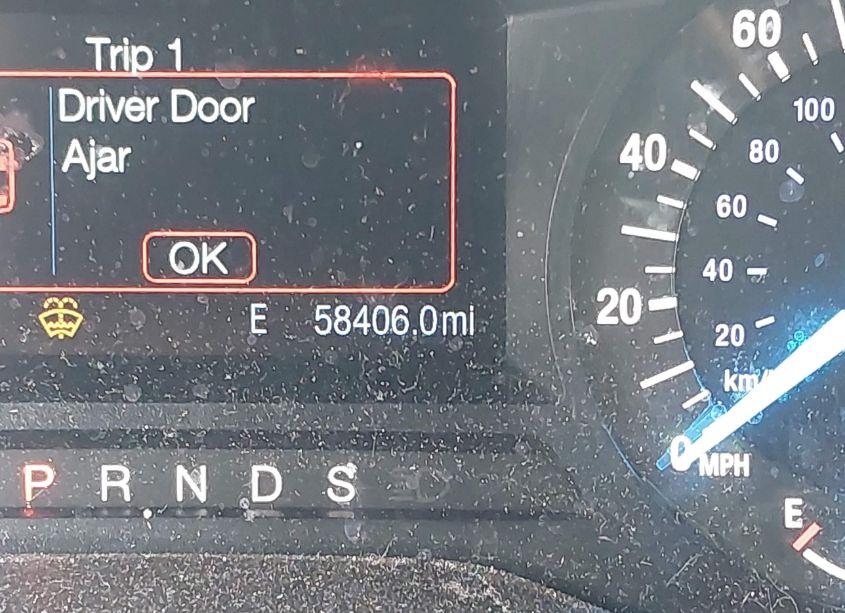 Trip 1
Driver Door
Ajar
OK
E 58406.0mi
P R N D S
60
40
20
0
MPH
100
80
60
40
20
km/
E